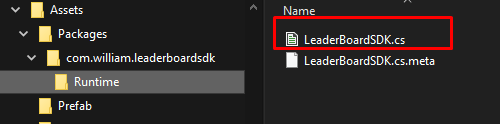 Assets
Packages
com.william.leaderboardsdk
Runtime
Prefab
Name
LeaderBoardSDK.cs
LeaderBoardSDK.cs.meta